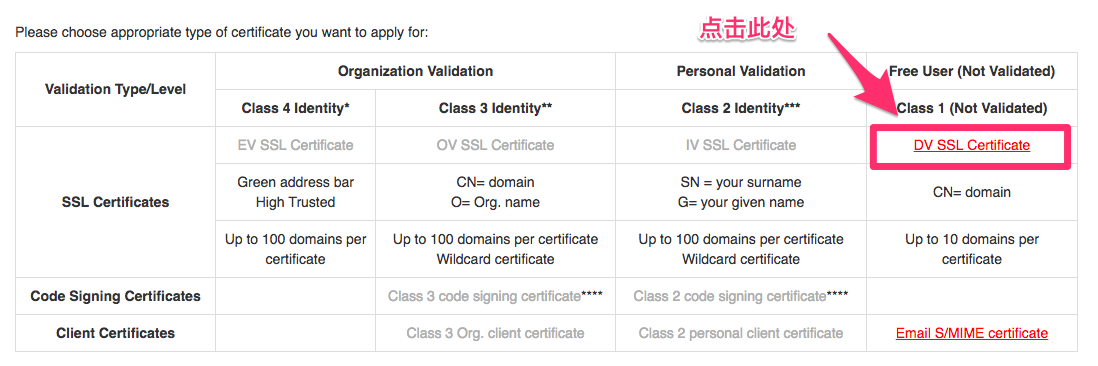 点击此处
Please choose appropriate type of certificate you want to apply for:
Validation Type/Level
Organization Validation
Personal Validation
Free User (Not Validated)
Class 4 Identity*
Class 3 Identity**
Class 2 Identity***
Class 1 (Not Validated)
SSL Certificates
EV SSL Certificate
OV SSL Certificate
IV SSL Certificate
DV SSL Certificate
Green address bar
High Trusted
CN= domain
O= Org. name
SN = your surname
G= your given name
CN= domain
Up to 100 domains per
certificate
Up to 100 domains per certificate
Wildcard certificate
Up to 100 domains per certificate
Wildcard certificate
Up to 10 domains per
certificate
Code Signing Certificates
Class 3 code signing certificate****
Class 2 code signing certificate****
Client Certificates
Class 3 Org. client certificate
Class 2 personal client certificate
Email S/MIME certificate